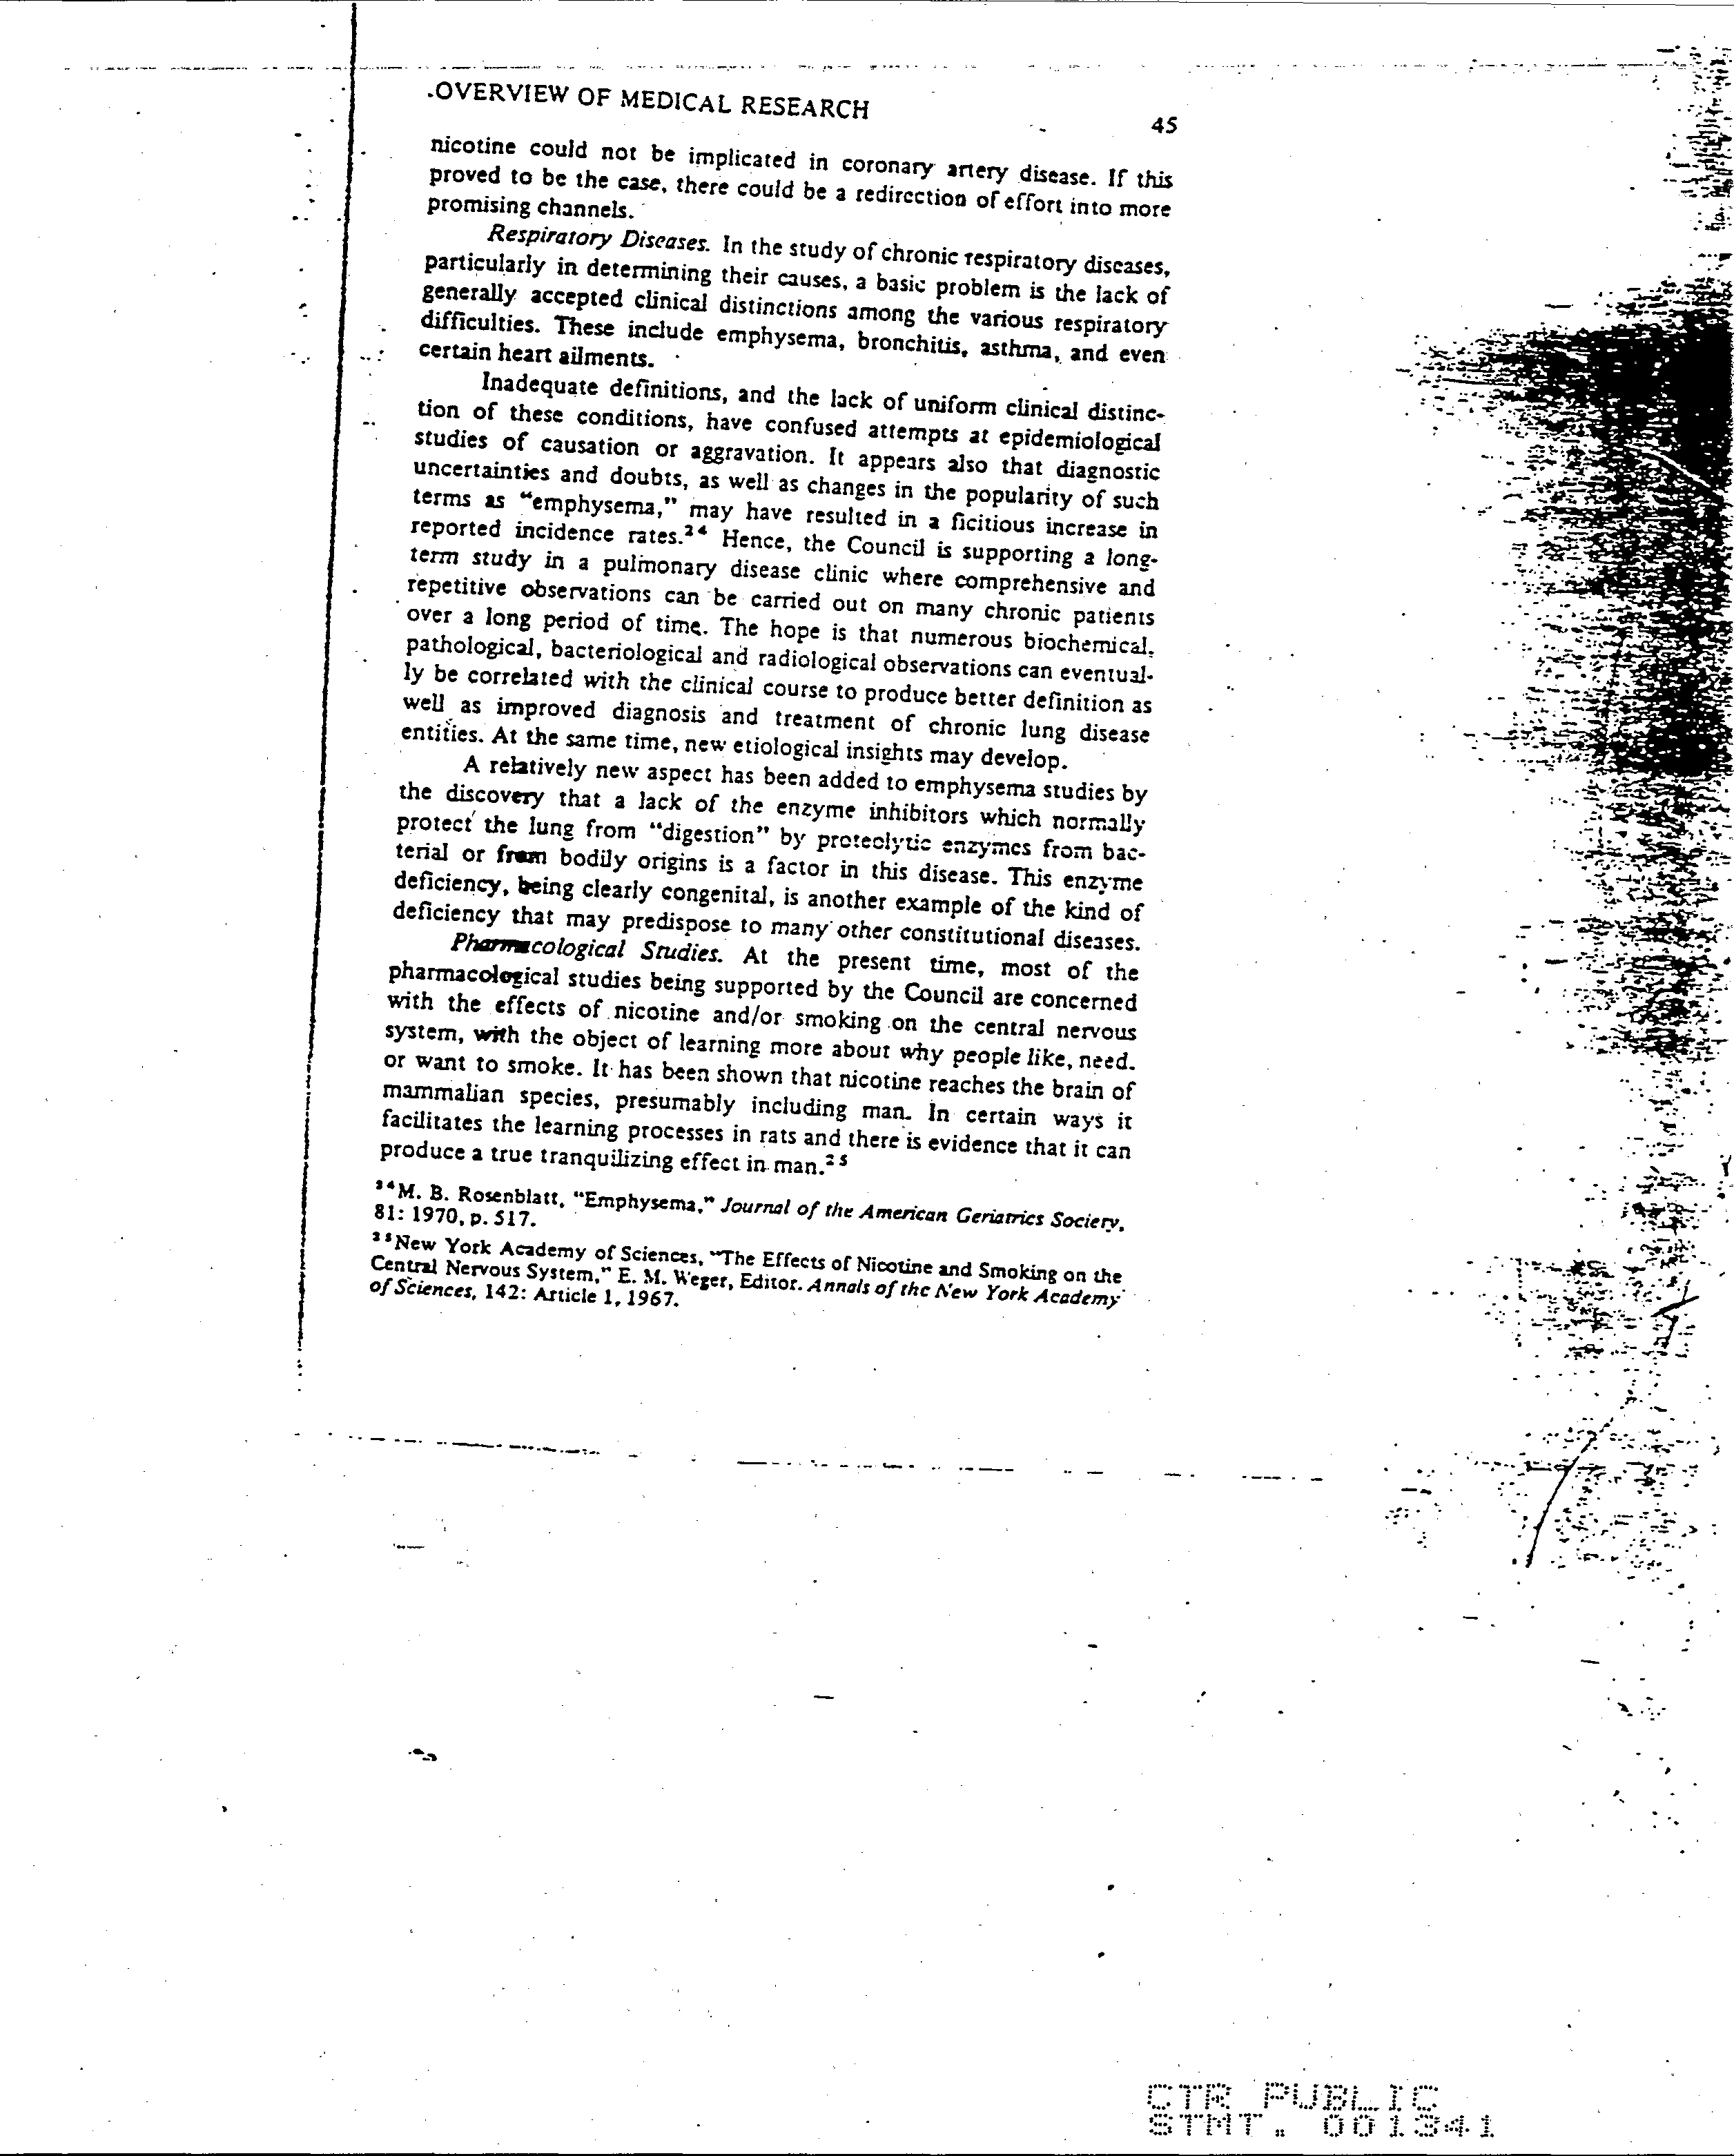 .OVERVIEW OF MEDICAL RESEARCH
45
nicotine could not be implicated in coronary artery disease. If this
proved to be the case, there could be a redirection of effort into more
promising channels.
Respiratory Diseases. In the study of chronic respiratory diseases,
particularly in determining their causes, a basic problem is the lack of
generally accepted clinical distinctions among the various respiratory
difficulties. These include emphysema, bronchitis, asthma, and even
certain heart ailments.
Inadequate definitions, and the lack of uniform clinical distinc-
tion of these conditions, have confused attempts at epidemiological
studies of causation or aggravation. It appears also that diagnostic
uncertainties and doubts, as well as changes in the popularity of such
terms as "emphysema," may have resulted in a ficitious increase in
reported incidence rates.24 Hence, the Council is supporting a long-
term study in a pulmonary disease clinic where comprehensive and
repetitive observations can be carried out on many chronic patients
over a long period of time. The hope is that numerous biochemical,
pathological, bacteriological and radiological observations can eventual-
ly be correlated with the clinical course to produce better definition as
well as improved diagnosis and treatment of chronic lung disease
entities. At the same time, new etiological insights may develop.
A relatively new aspect has been added to emphysema studies by
the discovery that a lack of the enzyme inhibitors which normally
protect the lung from "digestion" by proteolytic enzymes from bac-
terial or from bodily origins is a factor in this disease. This enzyme
deficiency, being clearly congenital, is another example of the kind of
deficiency that may predispose to many other constitutional diseases.
Pharmacological Studies. At the present time, most of the
pharmacological studies being supported by the Council are concerned
with the effects of nicotine and/or smoking on the central nervous
system, with the object of learning more about why people like, need.
or want to smoke. It has been shown that nicotine reaches the brain of
mammalian species, presumably including man. In certain ways it
facilitates the learning processes in rats and there is evidence that it can
produce a true tranquilizing effect in man.25
24M. B. Rosenblatt, "Emphysema," Journal of the American Geriatrics Society,
81: 1970, p. 517.
25New York Academy of Sciences, "The Effects of Nicotine and Smoking on the
Central Nervous System," E. M. Weger, Editor. Annals of the New York Academy
of Sciences, 142: Article 1, 1967.
CTR PUBLIC
STMT. 001341